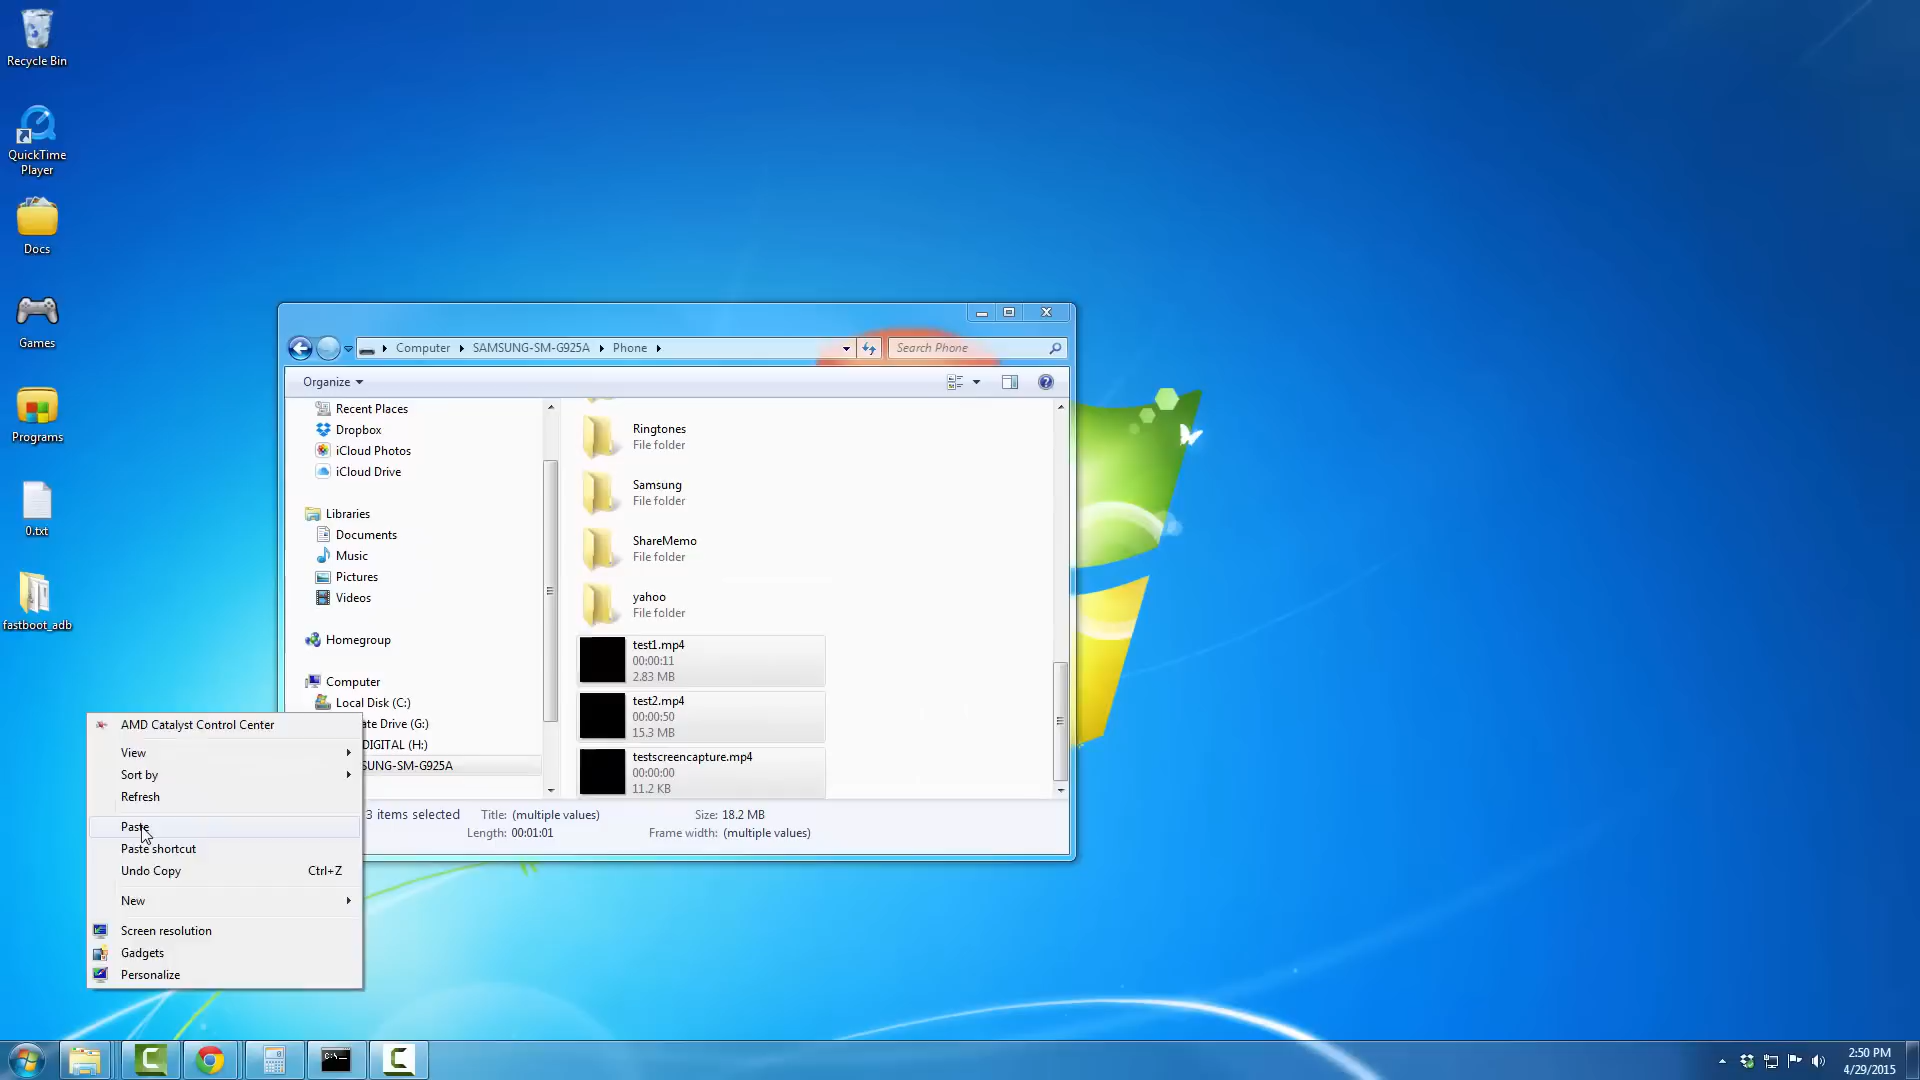 Recycle Bin
QuickTime
Player
Docs
Games
Programs
0.txt
fastboot_adb
Computer
SAMSUNG-SM-G925A
Phone
Search Phone
Organize
Recent Places
Dropbox
iCloud Photos
iCloud Drive
Libraries
Documents
Music
Pictures
Videos
Homegroup
Computer
Local Disk (C:)
ate Drive (G:)
DIGITAL (H:)
SUNG-SM-G925A
Ringtones
File folder
Samsung
File folder
ShareMemo
File folder
yahoo
File folder
test1.mp4
00:00:11
2.83 MB
test2.mp4
00:00:50
15.3 MB
testscreencapture.mp4
00:00:00
11.2 KB
3 items selected Title: (multiple values) Size: 18.2 MB
Length: 00:01:01 Frame width: (multiple values)
AMD Catalyst Control Center
View
Sort by
Refresh
Paste
Paste shortcut
Undo Copy Ctrl+Z
New
Screen resolution
Gadgets
Personalize
C:\
2:50 PM
4/29/2015